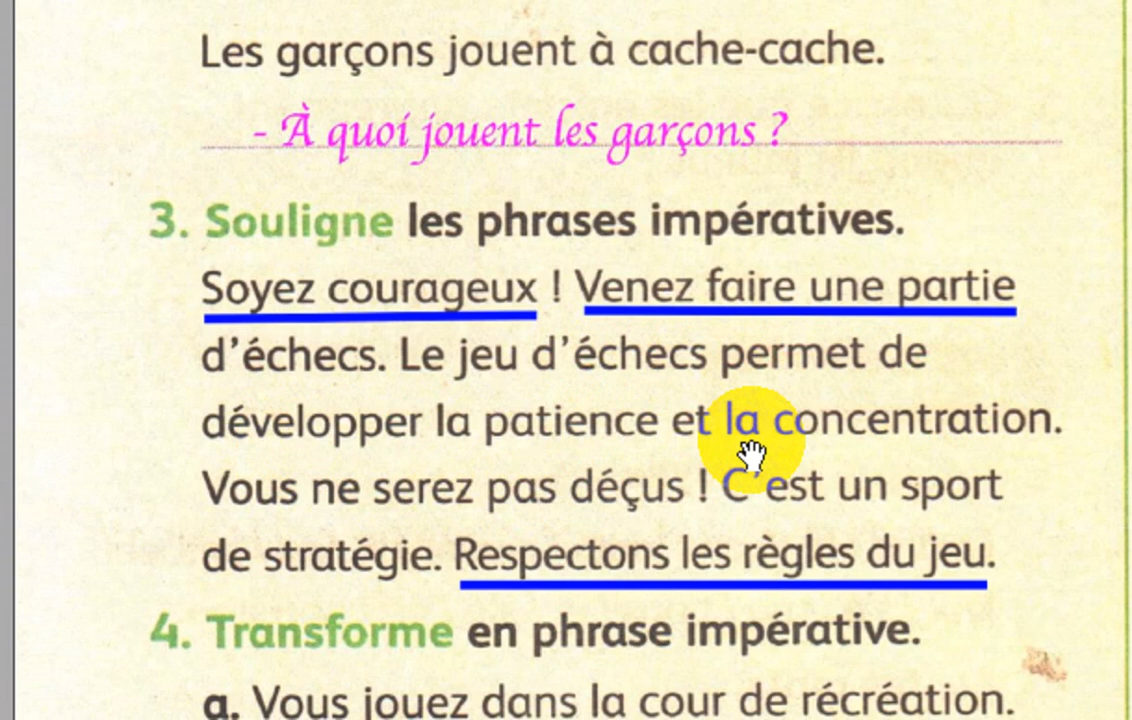 Les garçons jouent à cache-cache.
- À quoi jouent les garçons ?
3. Souligne les phrases impératives.
Soyez courageux ! Venez faire une partie
d'échecs. Le jeu d'échecs permet de
développer la patience et la concentration.
Vous ne serez pas déçus ! C'est un sport
de stratégie. Respectons les règles du jeu.
4. Transforme en phrase impérative.
a. Vous jouez dans la cour de récréation.